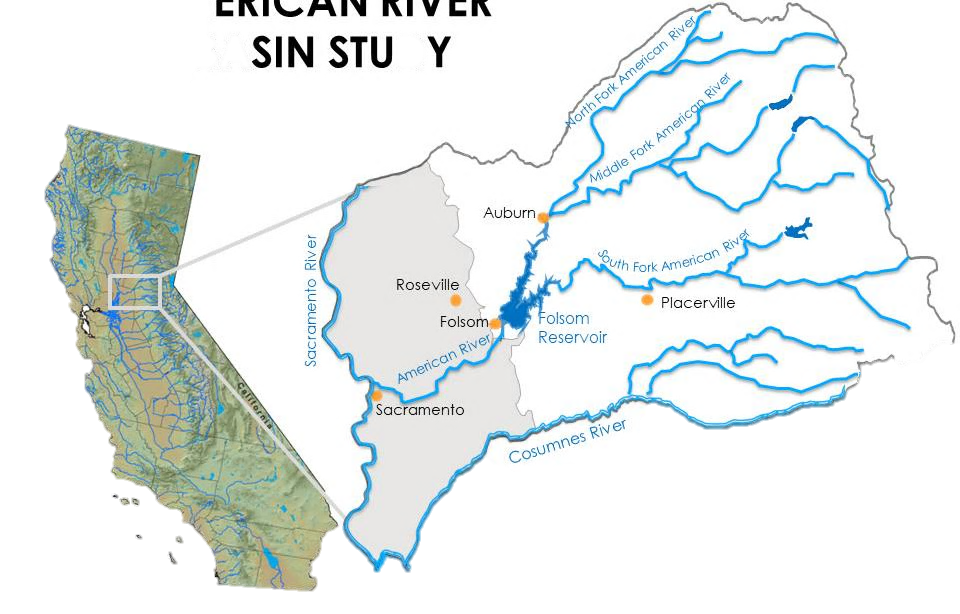 ERICAN RIVER
SIN STU Y
North Fork American River
Middle Fork American River
Auburn
South Fork American River
Sacramento River
Roseville
Placerville
Folsom
Folsom
Reservoir
American River
California
Sacramento
Cosumnes River